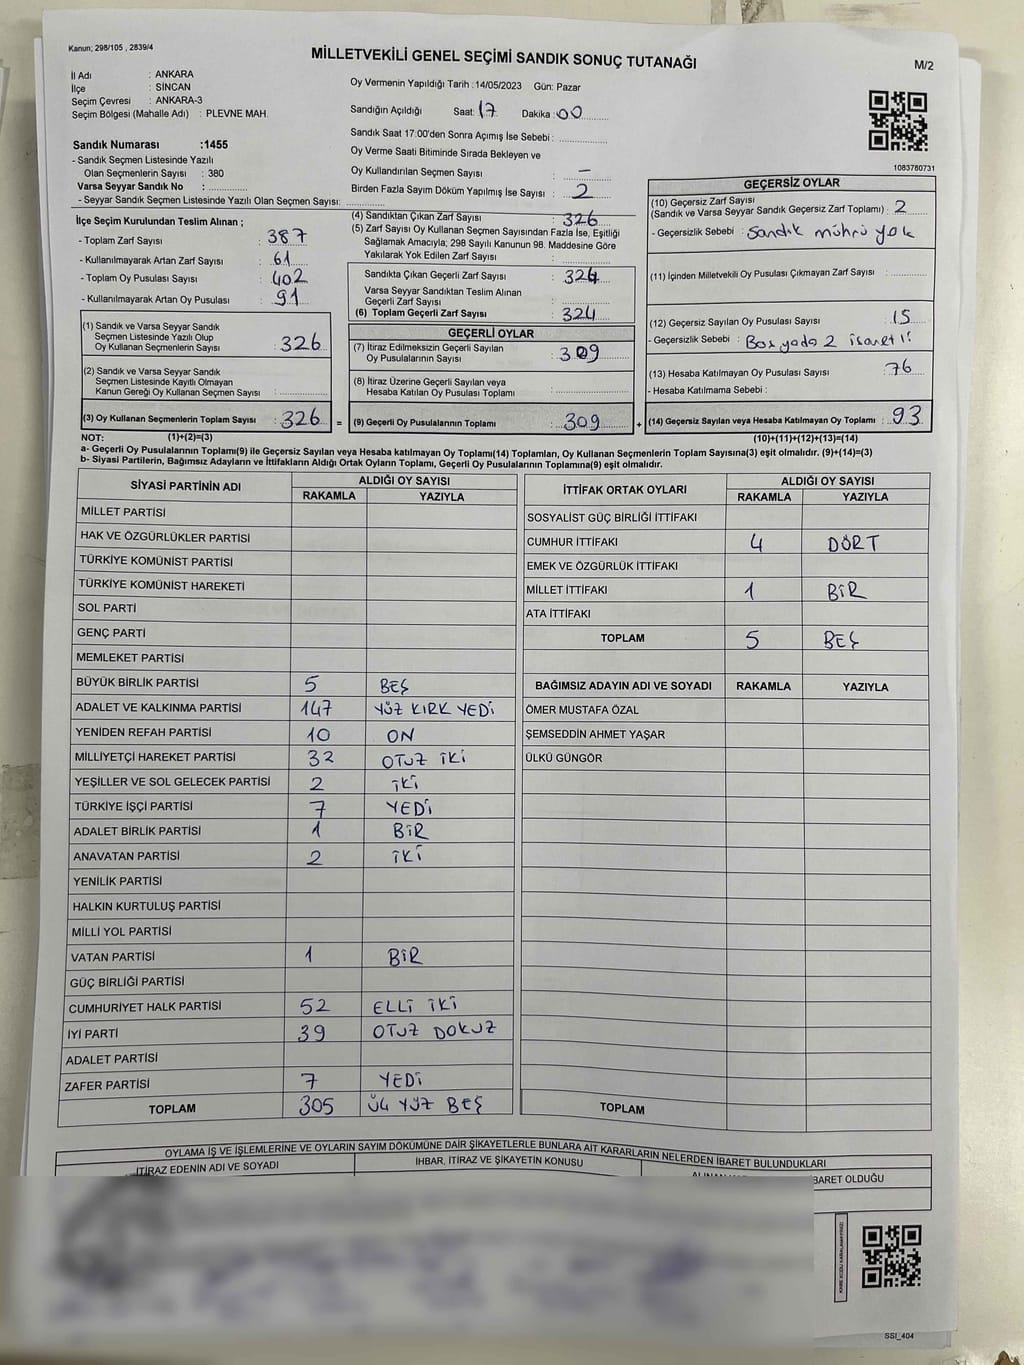 Kanun; 298/105 , 2839/4
MİLLETVEKİLİ GENEL SEÇİMİ SANDIK SONUÇ TUTANAĞI
M/2
İl Adı : ANKARA
İlçe : SİNCAN
Seçim Çevresi : ANKARA-3
Seçim Bölgesi (Mahalle Adı) : PLEVNE MAH.
Oy Vermenin Yapıldığı Tarih :14/05/2023 Gün: Pazar
Sandığın Açıldığı Saat: 17 Dakika: 00
Sandık Saat 17:00'den Sonra Açımış İse Sebebi :
Oy Verme Saati Bitiminde Sırada Bekleyen ve
Oy Kullandırılan Seçmen Sayısı : –
Birden Fazla Sayım Döküm Yapılmış İse Sayısı : 2
1083780731
Sandık Numarası :1455
- Sandık Seçmen Listesinde Yazılı
Olan Seçmenlerin Sayısı : 380
Varsa Seyyar Sandık No :
- Seyyar Sandık Seçmen Listesinde Yazılı Olan Seçmen Sayısı:
İlçe Seçim Kurulundan Teslim Alınan ;
- Toplam Zarf Sayısı : 387
- Kullanılmayarak Artan Zarf Sayısı : 61
- Toplam Oy Pusulası Sayısı : 402
- Kullanılmayarak Artan Oy Pusulası : 91
(1) Sandık ve Varsa Seyyar Sandık
Seçmen Listesinde Yazılı Olup
Oy Kullanan Seçmenlerin Sayısı : 326
(2) Sandık ve Varsa Seyyar Sandık
Seçmen Listesinde Kayıtlı Olmayan
Kanun Gereği Oy Kullanan Seçmen Sayısı :
(3) Oy Kullanan Seçmenlerin Toplam Sayısı : 326
(4) Sandıktan Çıkan Zarf Sayısı : 326
(5) Zarf Sayısı Oy Kullanan Seçmen Sayısından Fazla İse, Eşitliği
Sağlamak Amacıyla; 298 Sayılı Kanunun 98. Maddesine Göre
Yakılarak Yok Edilen Zarf Sayısı :
Sandıkta Çıkan Geçerli Zarf Sayısı : 324
Varsa Seyyar Sandıktan Teslim Alınan
Geçerli Zarf Sayısı :
(6) Toplam Geçerli Zarf Sayısı : 324
GEÇERLİ OYLAR
(7) İtiraz Edilmeksizin Geçerli Sayılan
Oy Pusulalarının Sayısı : 309
(8) İtiraz Üzerine Geçerli Sayılan veya
Hesaba Katılan Oy Pusulası Toplamı :
= (9) Geçerli Oy Pusulalarının Toplamı : 309
GEÇERSİZ OYLAR
(10) Geçersiz Zarf Sayısı
(Sandık ve Varsa Seyyar Sandık Geçersiz Zarf Toplamı) : 2
- Geçersizlik Sebebi : Sandık mührü yok
(11) İçinden Milletvekili Oy Pusulası Çıkmayan Zarf Sayısı :
(12) Geçersiz Sayılan Oy Pusulası Sayısı : 15
- Geçersizlik Sebebi : Boş yada 2 işaretli
(13) Hesaba Katılmayan Oy Pusulası Sayısı : 76
- Hesaba Katılmama Sebebi :
+ (14) Geçersiz Sayılan veya Hesaba Katılmayan Oy Toplamı : 93
NOT: (1)+(2)=(3)
(10)+(11)+(12)+(13)=(14)
a- Geçerli Oy Pusulalarının Toplamı(9) ile Geçersiz Sayılan veya Hesaba katılmayan Oy Toplamı(14) Toplamları, Oy Kullanan Seçmenlerin Toplam Sayısına(3) eşit olmalıdır. (9)+(14)=(3)
b- Siyasi Partilerin, Bağımsız Adayların ve İttifakların Aldığı Ortak Oyların Toplamı, Geçerli Oy Pusulalarının Toplamına(9) eşit olmalıdır.
SİYASİ PARTİNİN ADI ALDIĞI OY SAYISI
RAKAMLA YAZIYLA
MİLLET PARTİSİ
HAK VE ÖZGÜRLÜKLER PARTİSİ
TÜRKİYE KOMÜNİST PARTİSİ
TÜRKİYE KOMÜNİST HAREKETİ
SOL PARTİ
GENÇ PARTİ
MEMLEKET PARTİSİ
BÜYÜK BİRLİK PARTİSİ 5 BEŞ
ADALET VE KALKINMA PARTİSİ 147 YÜZ KIRK YEDİ
YENİDEN REFAH PARTİSİ 10 ON
MİLLİYETÇİ HAREKET PARTİSİ 32 OTUZ İKİ
YEŞİLLER VE SOL GELECEK PARTİSİ 2 İKİ
TÜRKİYE İŞÇİ PARTİSİ 7 YEDİ
ADALET BİRLİK PARTİSİ 1 BİR
ANAVATAN PARTİSİ 2 İKİ
YENİLİK PARTİSİ
HALKIN KURTULUŞ PARTİSİ
MİLLİ YOL PARTİSİ
VATAN PARTİSİ 1 BİR
GÜÇ BİRLİĞİ PARTİSİ
CUMHURİYET HALK PARTİSİ 52 ELLİ İKİ
İYİ PARTİ 39 OTUZ DOKUZ
ADALET PARTİSİ
ZAFER PARTİSİ 7 YEDİ
TOPLAM 305 ÜÇ YÜZ BEŞ
İTTİFAK ORTAK OYLARI ALDIĞI OY SAYISI
RAKAMLA YAZIYLA
SOSYALİST GÜÇ BİRLİĞİ İTTİFAKI
CUMHUR İTTİFAKI 4 DÖRT
EMEK VE ÖZGÜRLÜK İTTİFAKI
MİLLET İTTİFAKI 1 BİR
ATA İTTİFAKI
TOPLAM 5 BEŞ
BAĞIMSIZ ADAYIN ADI VE SOYADI RAKAMLA YAZIYLA
ÖMER MUSTAFA ÖZAL
ŞEMSEDDİN AHMET YAŞAR
ÜLKÜ GÜNGÖR
TOPLAM
OYLAMA İŞ VE İŞLEMLERİNE VE OYLARIN SAYIM DÖKÜMÜNE DAİR ŞİKAYETLERLE BUNLARA AİT KARARLARIN NELERDEN İBARET BULUNDUKLARI
İTİRAZ EDENİN ADI VE SOYADI İHBAR, İTİRAZ VE ŞİKAYETİN KONUSU
BARET OLDUĞU
SSI_404